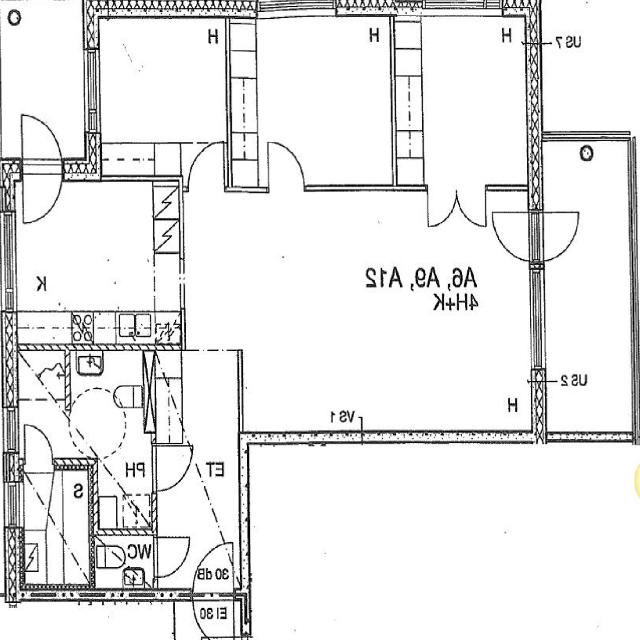 O
H
H
H
US 7
O
A6, A9, A12
4H+K
K
US 2
H
VS 1
PH
ET
S
WC
30 dB
EI 30